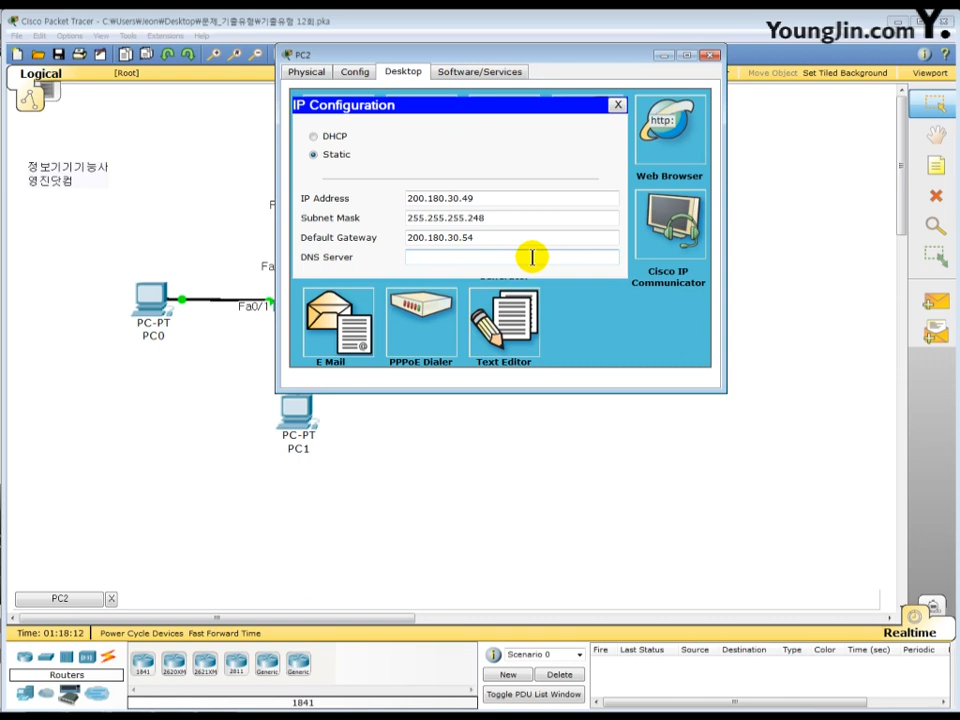 Cisco Packet Tracer - C:\Users\Jeon\Desktop\문제_기출유형\기출유형 12회.pka
YoungJin.com Y.
File Edit Options View Tools Extensions Help
PC2
Logical
[Root]
Move Object
Set Tiled Background
Viewport
Physical
Config
Desktop
Software/Services
IP Configuration
X
DHCP
Static
IP Address
200.180.30.49
Subnet Mask
255.255.255.248
Default Gateway
200.180.30.54
DNS Server
http:
Web Browser
Cisco IP
Communicator
E Mail
PPPoE Dialer
Text Editor
정보기기기능사
영진닷컴
Fa
Fa0/1
PC-PT
PC0
PC-PT
PC1
PC2
X
Time: 01:18:12
Power Cycle Devices
Fast Forward Time
Realtime
Routers
1841
2620XM
2621XM
2811
Generic
Generic
1841
Scenario 0
New
Delete
Toggle PDU List Window
Fire
Last Status
Source
Destination
Type
Color
Time (sec)
Periodic